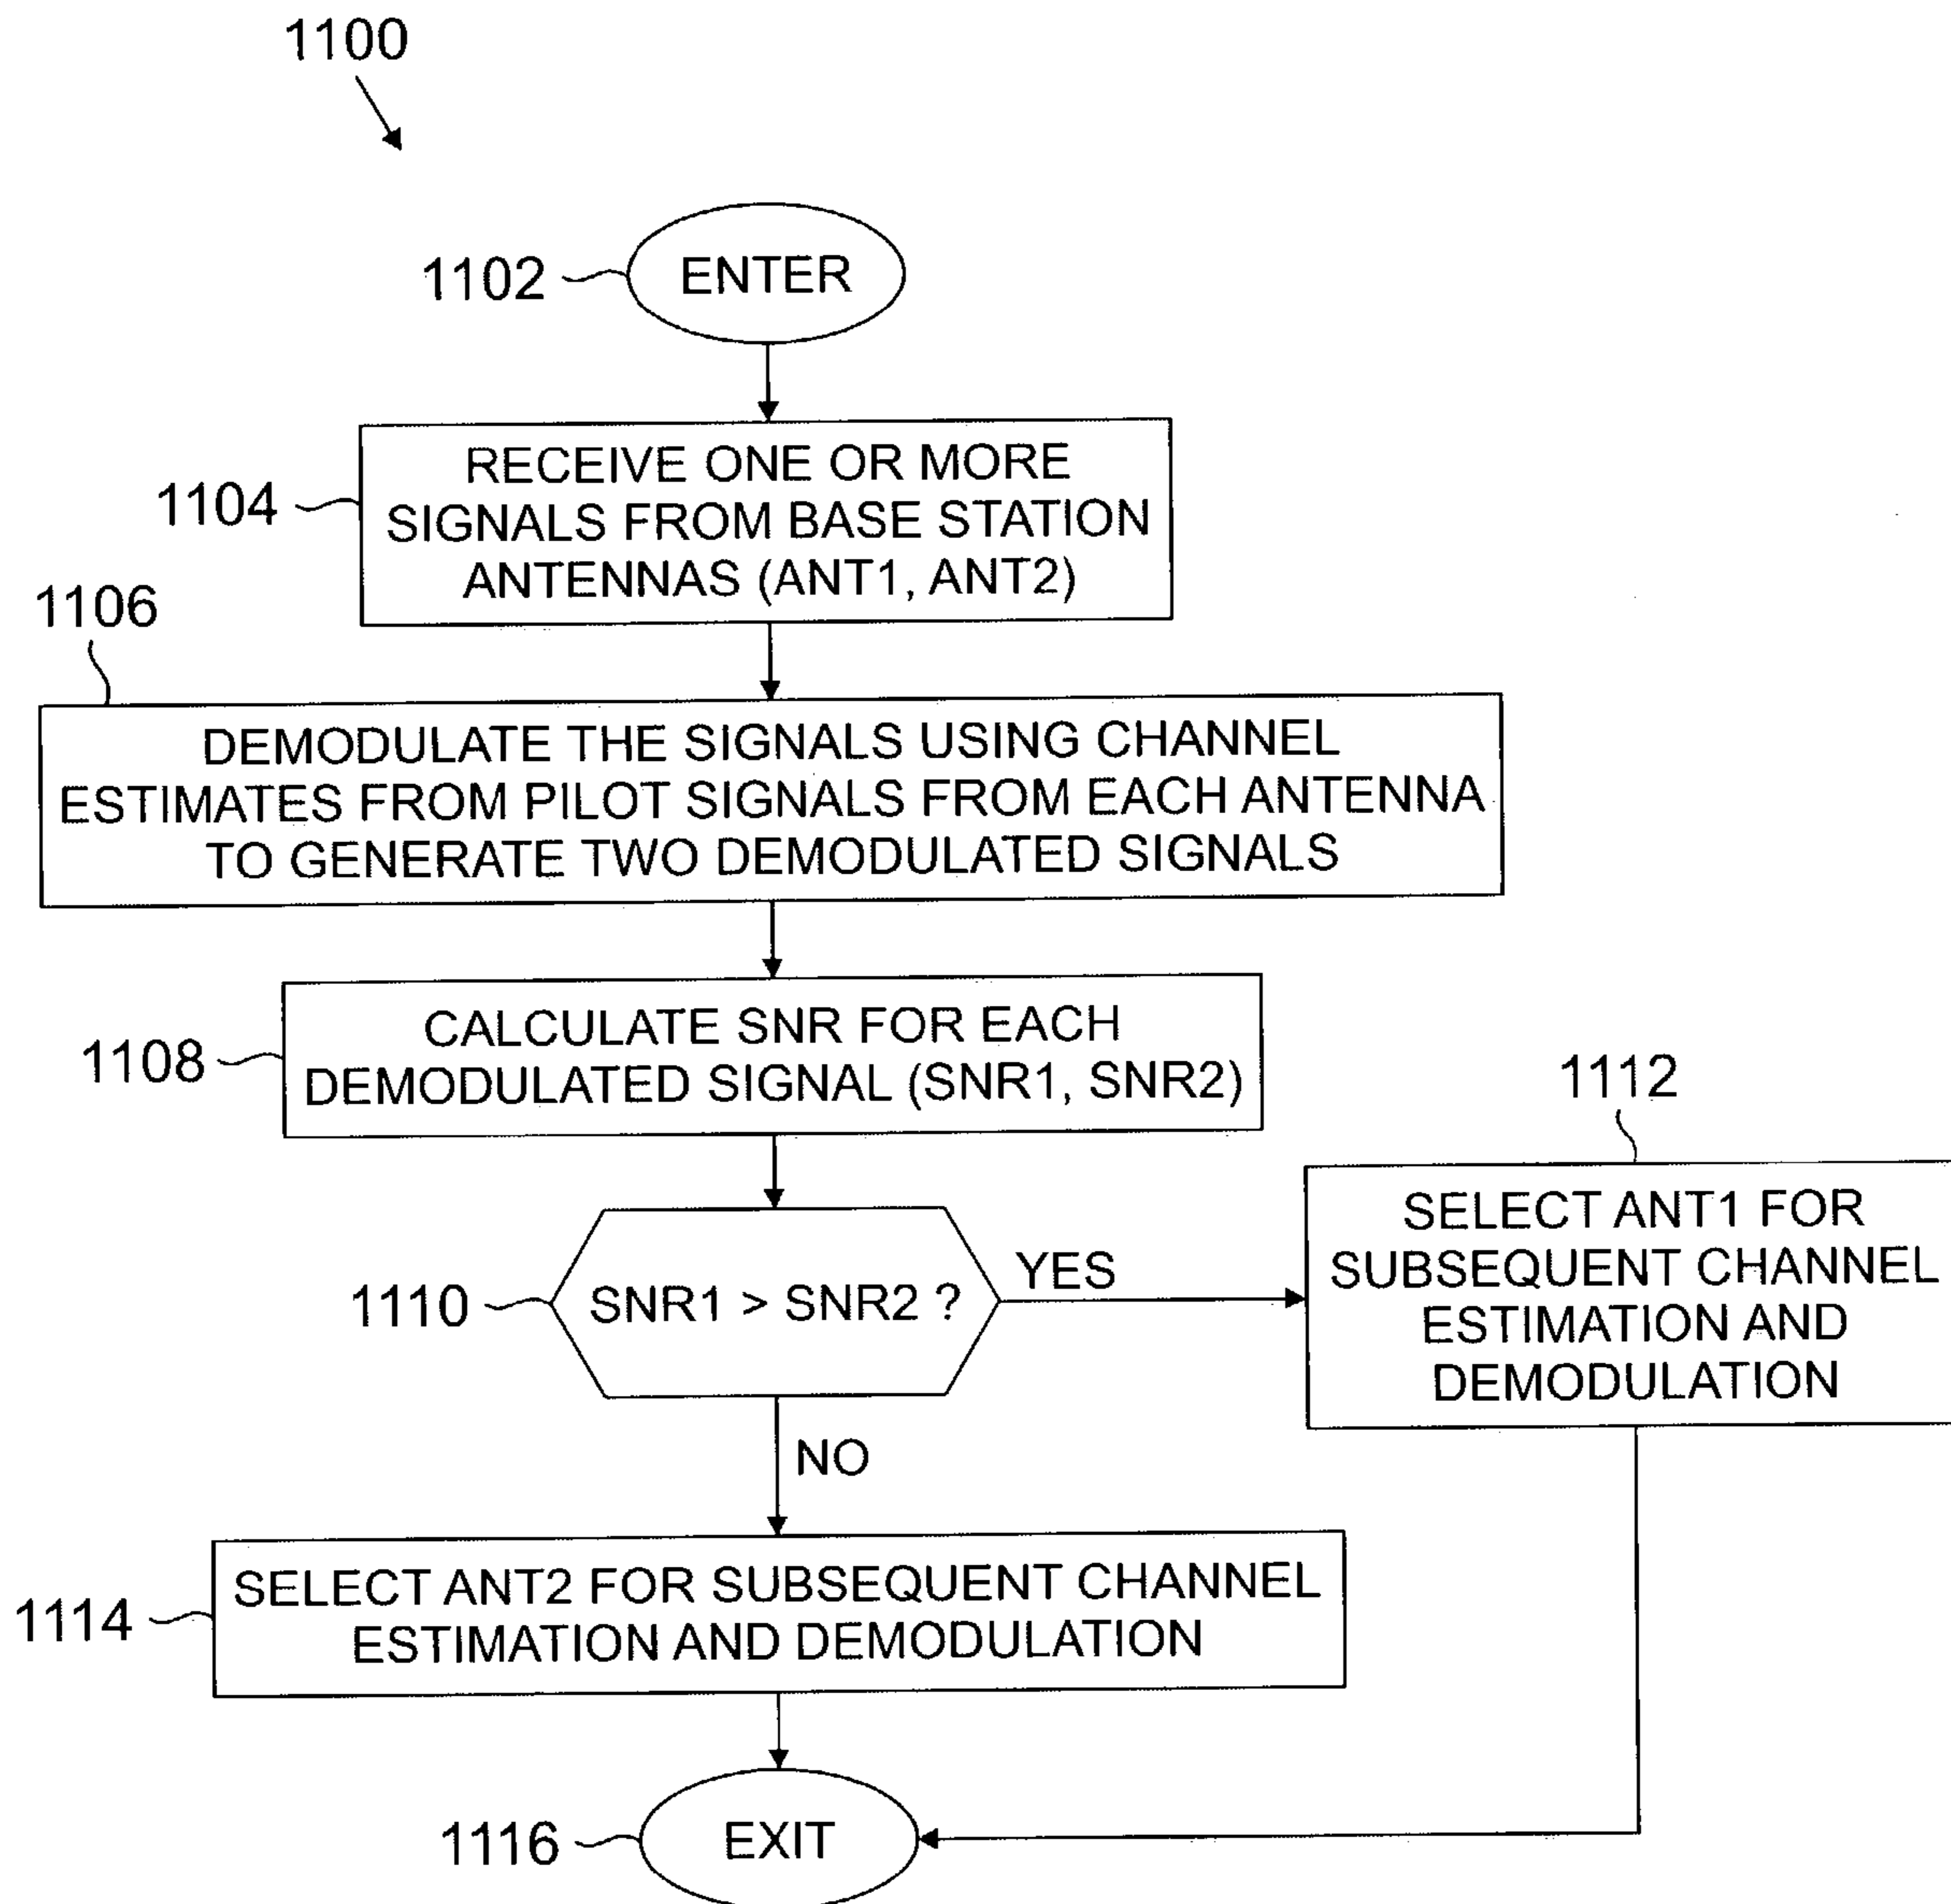 1100
1102
ENTER
1104
RECEIVE ONE OR MORE
SIGNALS FROM BASE STATION
ANTENNAS (ANT1, ANT2)
1106
DEMODULATE THE SIGNALS USING CHANNEL
ESTIMATES FROM PILOT SIGNALS FROM EACH ANTENNA
TO GENERATE TWO DEMODULATED SIGNALS
1108
CALCULATE SNR FOR EACH
DEMODULATED SIGNAL (SNR1, SNR2)
1110
SNR1 > SNR2 ?
YES
1112
SELECT ANT1 FOR
SUBSEQUENT CHANNEL
ESTIMATION AND
DEMODULATION
NO
1114
SELECT ANT2 FOR SUBSEQUENT CHANNEL
ESTIMATION AND DEMODULATION
1116
EXIT